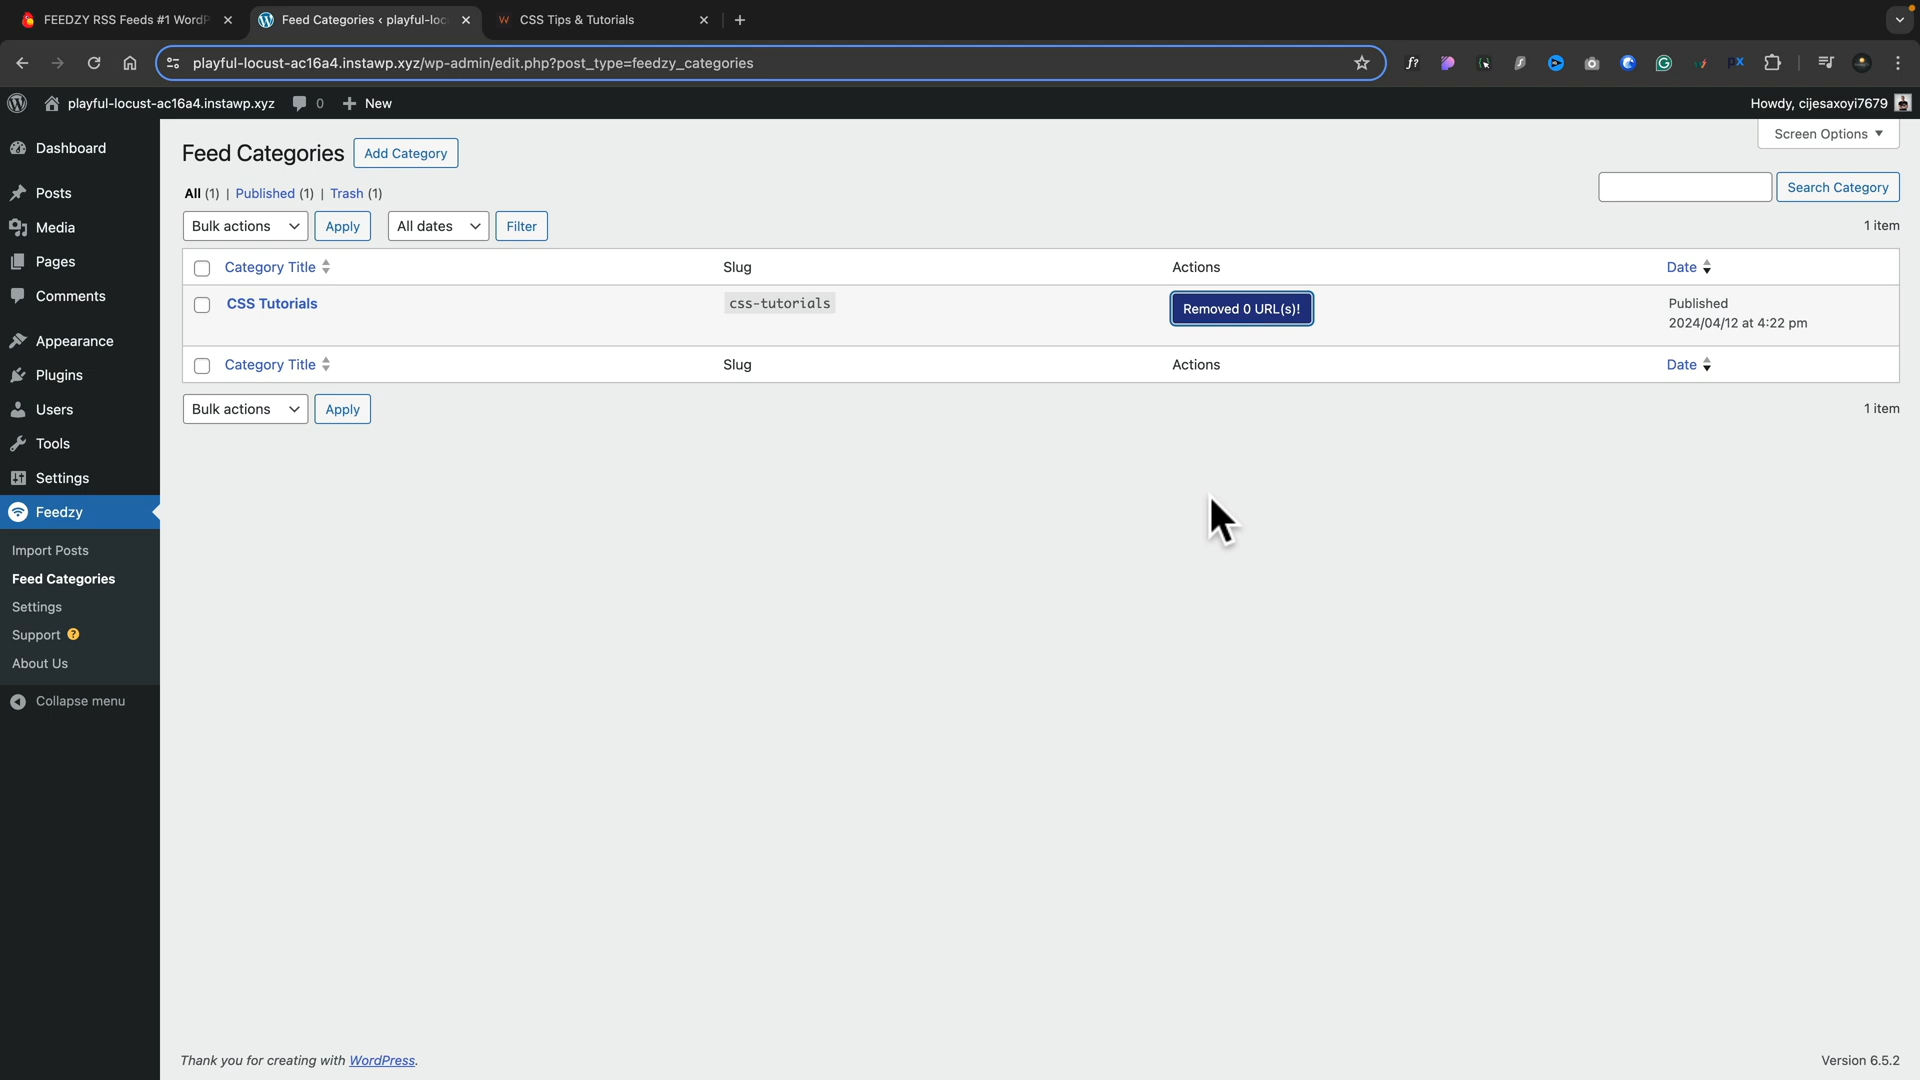 FEEDZY RSS Feeds #1 WordP
Feed Categories ‹ playful-loc
CSS Tips & Tutorials
playful-locust-ac16a4.instawp.xyz/wp-admin/edit.php?post_type=feedzy_categories
playful-locust-ac16a4.instawp.xyz
0
New
Howdy, cijesaxoyi7679
Dashboard
Posts
Media
Pages
Comments
Appearance
Plugins
Users
Tools
Settings
Feedzy
Import Posts
Feed Categories
Settings
Support ?
About Us
Collapse menu
Screen Options
Feed Categories
Add Category
All (1) | Published (1) | Trash (1)
Search Category
Bulk actions
Apply
All dates
Filter
1 item
Category Title
Slug
Actions
Date
CSS Tutorials
css-tutorials
Removed 0 URL(s)!
Published
2024/04/12 at 4:22 pm
Category Title
Slug
Actions
Date
Bulk actions
Apply
1 item
Thank you for creating with WordPress.
Version 6.5.2